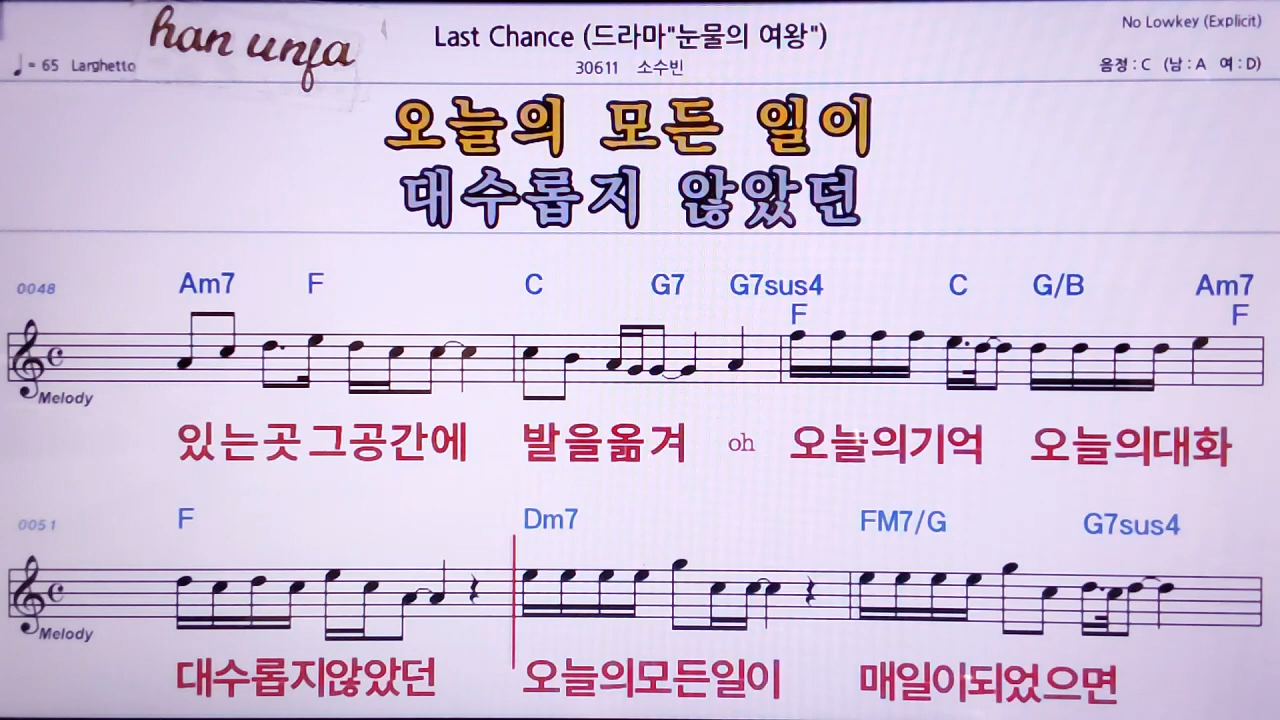 han unja
Last Chance (드라마"눈물의 여왕")
No Lowkey (Explicit)
♩= 65 Larghetto
30611 소수빈
음정 : C (남 : A 여 : D)
오늘의 모든 일이
대수롭지 않았던
0048 Am7 F C G7 G7sus4 C G/B Am7
F F
Melody
있는곳그공간에 발을옮겨 oh 오늘의기억 오늘의대화
0051 F Dm7 FM7/G G7sus4
Melody
대수롭지않았던 오늘의모든일이 매일이되었으면